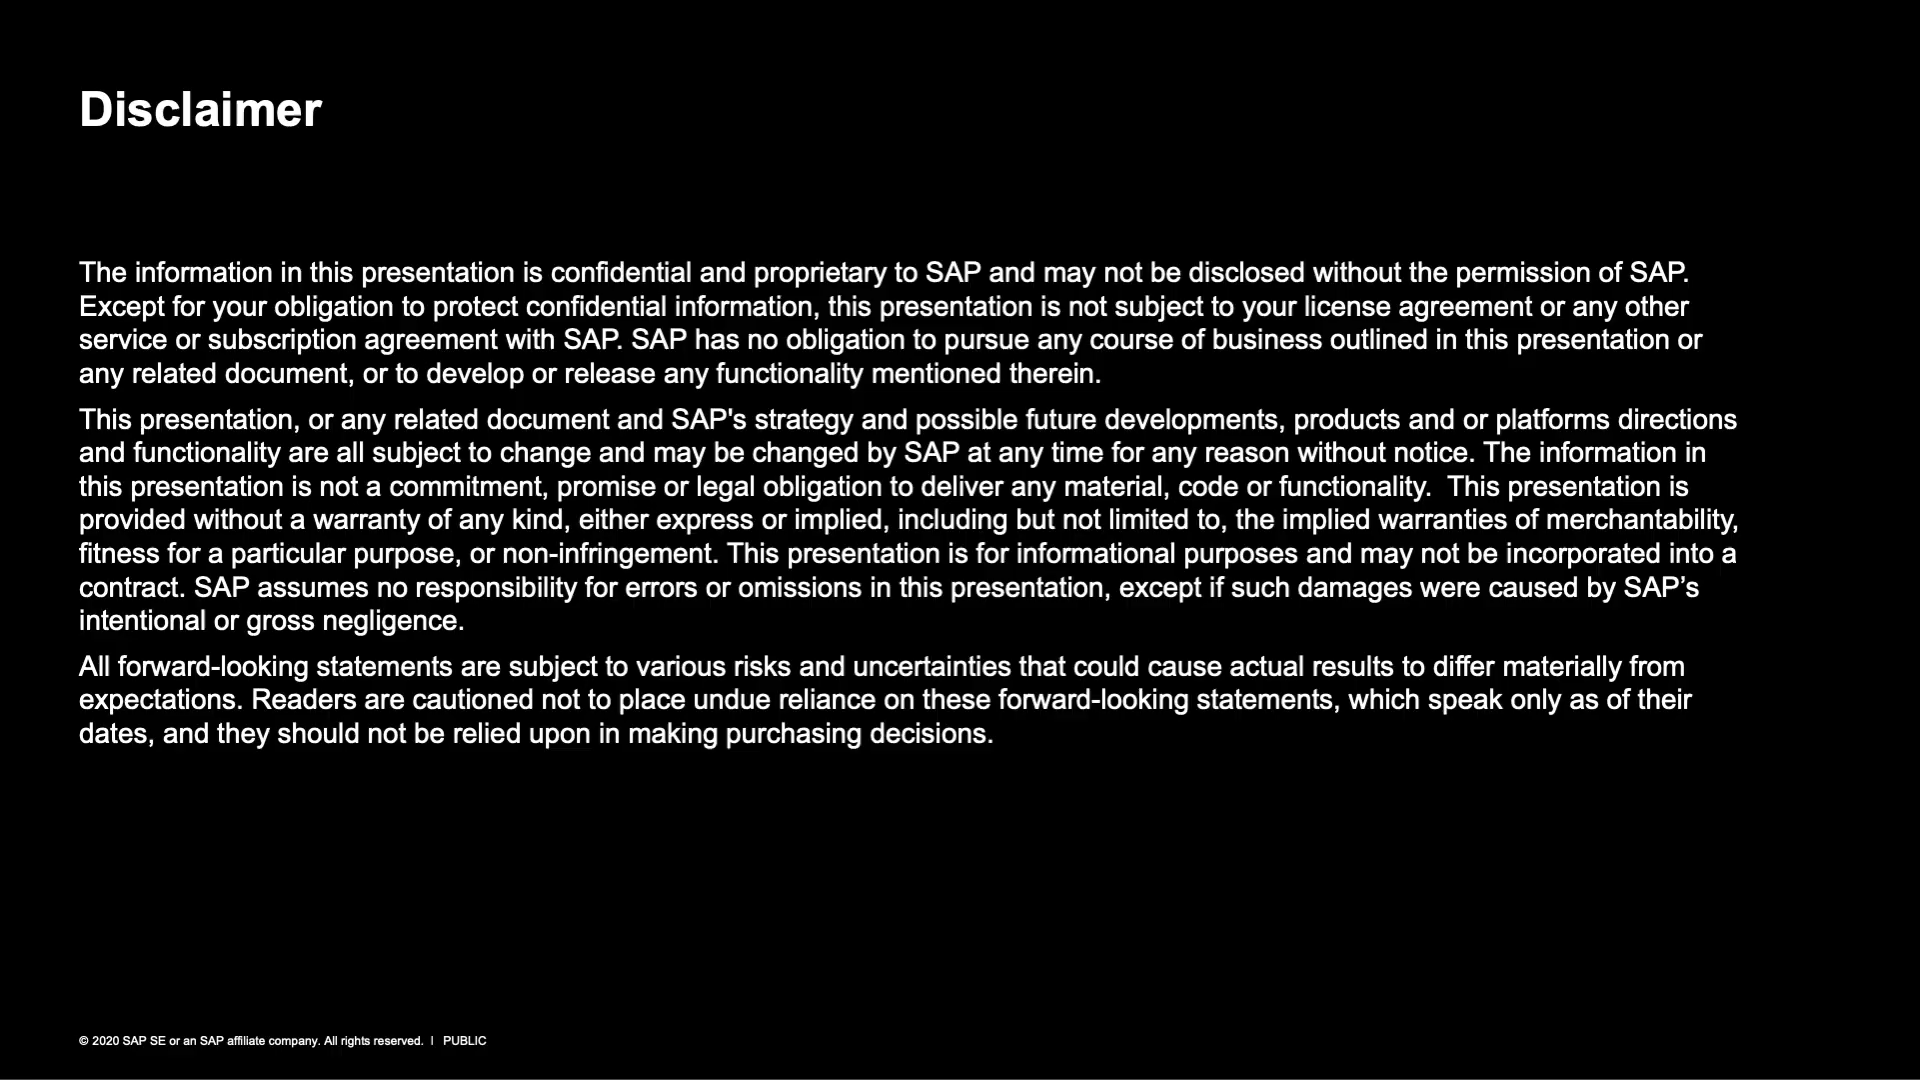 Disclaimer
The information in this presentation is confidential and proprietary to SAP and may not be disclosed without the permission of SAP.
Except for your obligation to protect confidential information, this presentation is not subject to your license agreement or any other
service or subscription agreement with SAP. SAP has no obligation to pursue any course of business outlined in this presentation or
any related document, or to develop or release any functionality mentioned therein.
This presentation, or any related document and SAP's strategy and possible future developments, products and or platforms directions
and functionality are all subject to change and may be changed by SAP at any time for any reason without notice. The information in
this presentation is not a commitment, promise or legal obligation to deliver any material, code or functionality.  This presentation is
provided without a warranty of any kind, either express or implied, including but not limited to, the implied warranties of merchantability,
fitness for a particular purpose, or non-infringement. This presentation is for informational purposes and may not be incorporated into a
contract. SAP assumes no responsibility for errors or omissions in this presentation, except if such damages were caused by SAP’s
intentional or gross negligence.
All forward-looking statements are subject to various risks and uncertainties that could cause actual results to differ materially from
expectations. Readers are cautioned not to place undue reliance on these forward-looking statements, which speak only as of their
dates, and they should not be relied upon in making purchasing decisions.
© 2020 SAP SE or an SAP affiliate company. All rights reserved. | PUBLIC